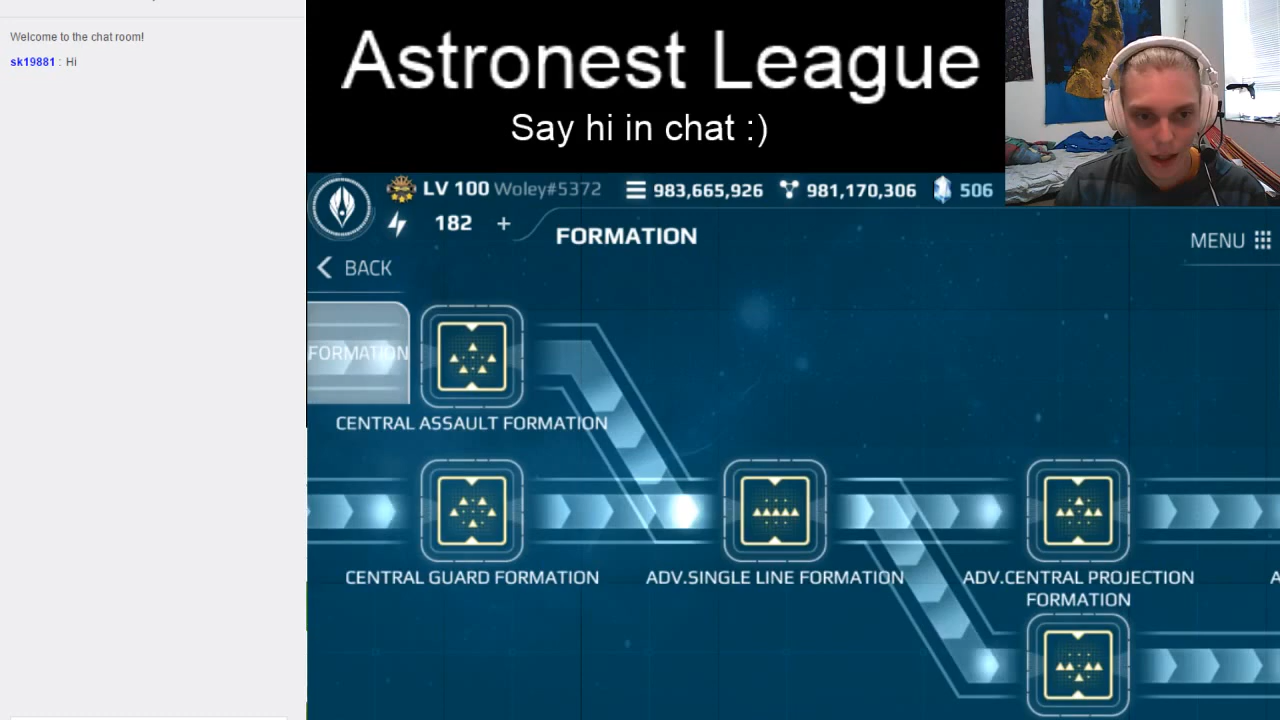 Welcome to the chat room!
sk19881 : Hi
Astronest League
Say hi in chat :)
LV 100 Woley#5372 983,665,926 981,170,306 506
182 +
FORMATION
MENU
BACK
FORMATION
CENTRAL ASSAULT FORMATION
CENTRAL GUARD FORMATION
ADV.SINGLE LINE FORMATION
ADV.CENTRAL PROJECTION
FORMATION